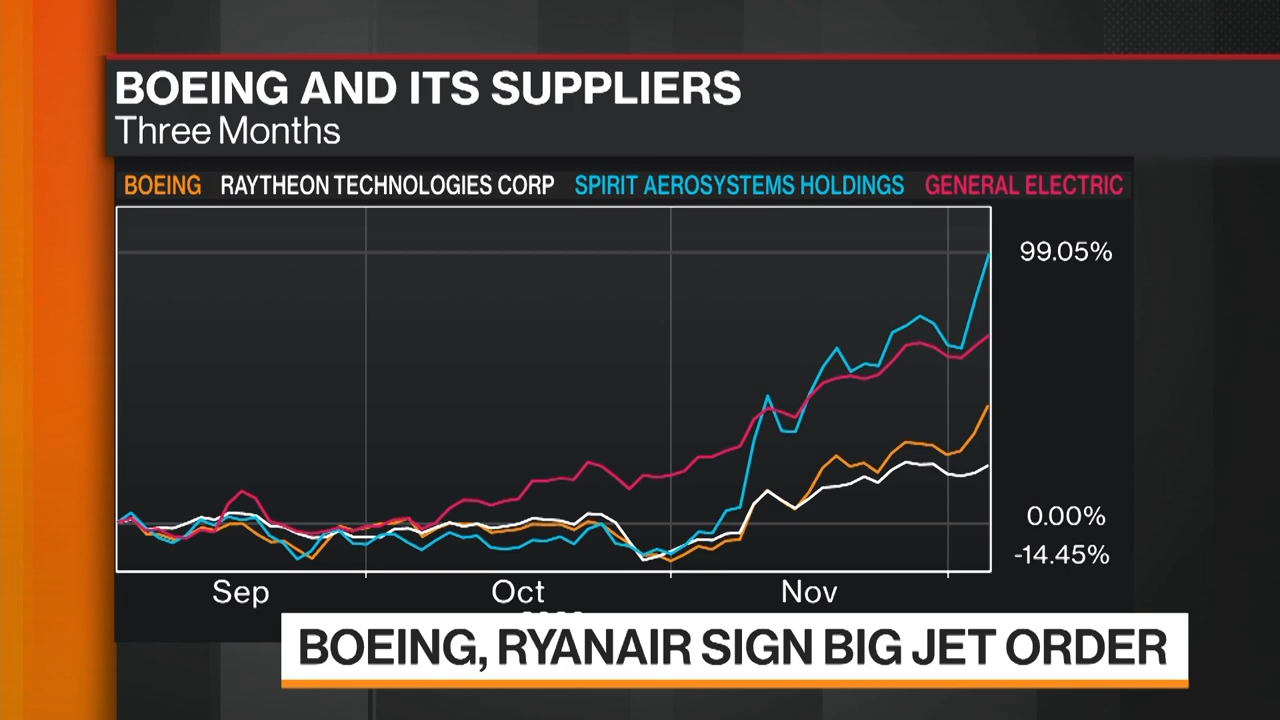 BOEING AND ITS SUPPLIERS
Three Months
BOEING RAYTHEON TECHNOLOGIES CORP SPIRIT AEROSYSTEMS HOLDINGS GENERAL ELECTRIC
99.05%
0.00%
-14.45%
Sep Oct Nov
BOEING, RYANAIR SIGN BIG JET ORDER